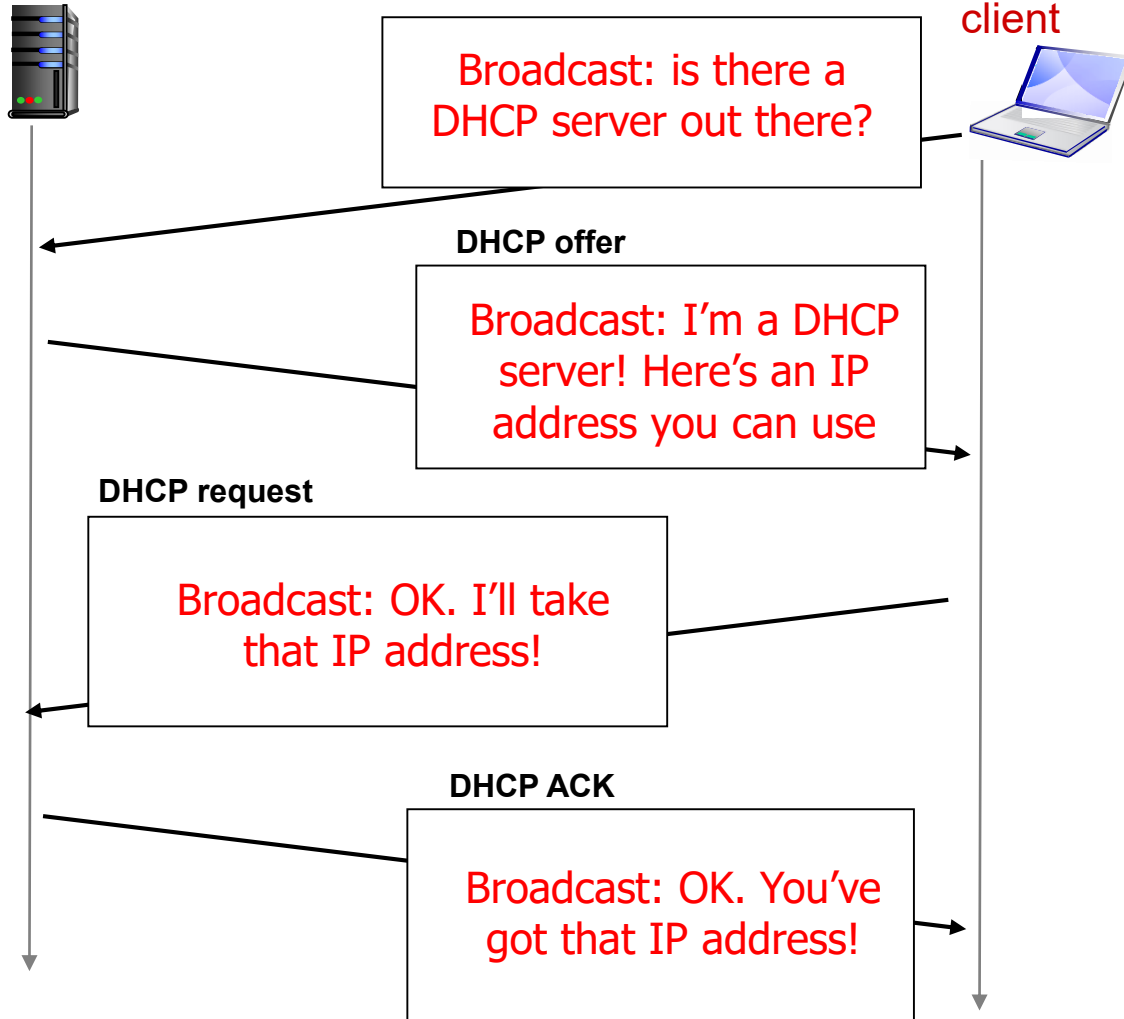 client
Broadcast: is there a
DHCP server out there?
DHCP offer
Broadcast: I’m a DHCP
server! Here’s an IP
address you can use
DHCP request
Broadcast: OK. I’ll take
that IP address!
DHCP ACK
Broadcast: OK. You’ve
got that IP address!